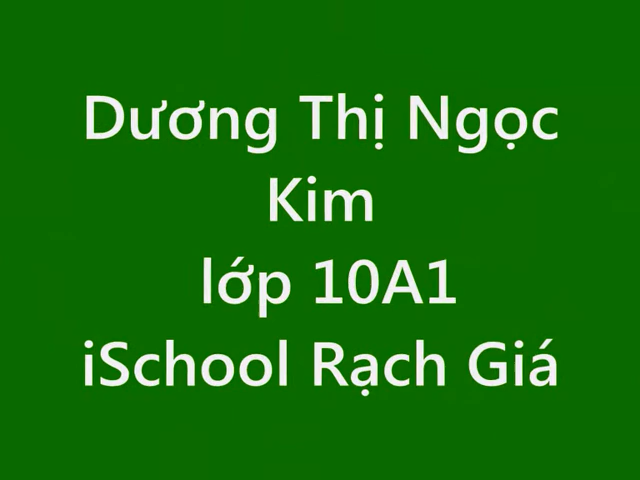 Dương Thị Ngọc
Kim
lớp 10A1
iSchool Rạch Giá